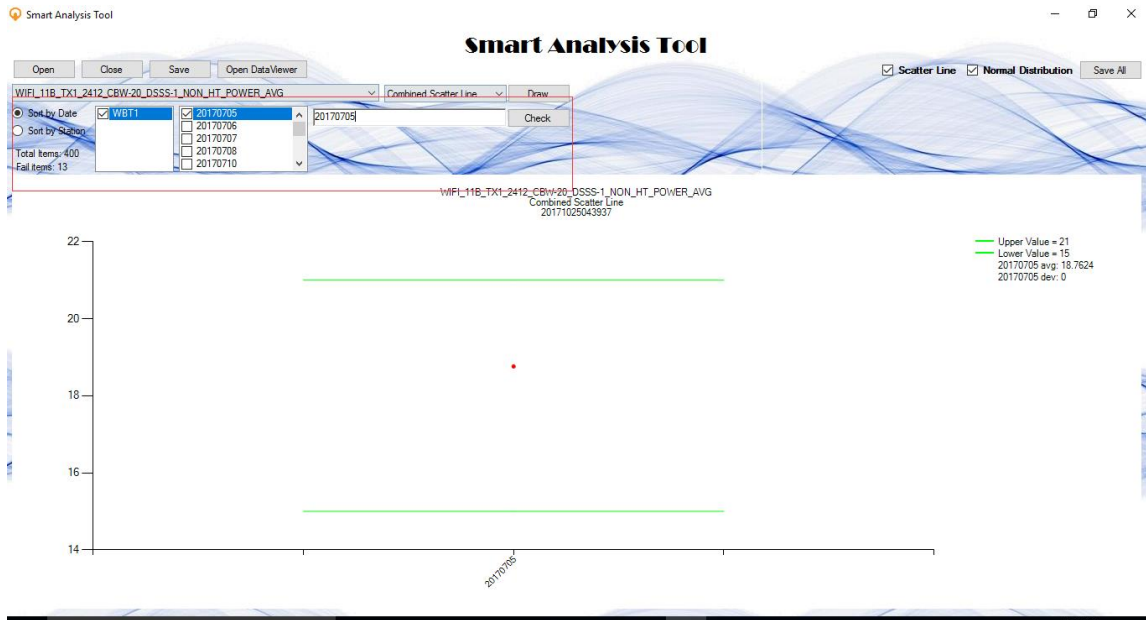 Smart Analysis Tool
Smart Analysis Tool
Open Close Save Open DataViewer Scatter Line Normal Distribution Save All
WIFI_11B_TX1_2412_CBW-20_DSSS-1_NON_HT_POWER_AVG Combined Scatter Line Draw
Sort by Date WBT1 20170705 20170705 Check
20170706
Sort by Station 20170707
20170708
Total Items: 400
20170710
Fail items: 13
WIFI_11B_TX1_2412_CBW-20_DSSS-1_NON_HT_POWER_AVG
Combined Scatter Line
20171025043937
22
20
18
16
14
Upper Value = 21
Lower Value = 15
20170705 avg: 18.7624
20170705 dev: 0
20170705